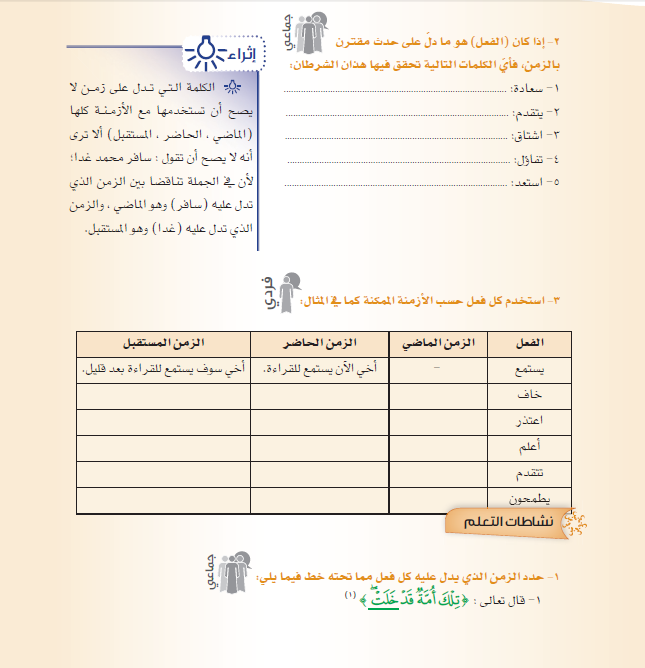 جماعي
٢- إذا كان (الفعل) هو ما دلّ على حدث مقترن
بالزمن، فأيّ الكلمات التالية تحقق فيها هذان الشرطان:
١- سعادة: ........................................
٢- يتقدم: ........................................
٣- اشتاق: ........................................
٤- تفاؤل: ........................................
٥- استعد: ........................................
إثراء
الكلمة التي تدل على زمن لا
يصح أن تستخدمها مع الأزمنة كلها
(الماضي ، الحاضر ، المستقبل) ألا ترى
أنه لا يصح أن تقول : سافر محمد غدا؛
لأن في الجملة تناقضا بين الزمن الذي
تدل عليه (سافر) وهو الماضي ، والزمن
الذي تدل عليه (غدا) وهو المستقبل.
فردي
٣- استخدم كل فعل حسب الأزمنة الممكنة كما في المثال:
الفعل الزمن الماضي الزمن الحاضر الزمن المستقبل
يستمع – أخي الآن يستمع للقراءة. أخي سوف يستمع للقراءة بعد قليل.
خاف
اعتذر
أعلم
تتقدم
يطمحون
نشاطات التعلم
جماعي
١- حدد الزمن الذي يدل عليه كل فعل مما تحته خط فيما يلي:
١- قال تعالى : ﴿تِلْكَ أُمَّةٌ قَدْ خَلَتْ ۖ﴾ (١)